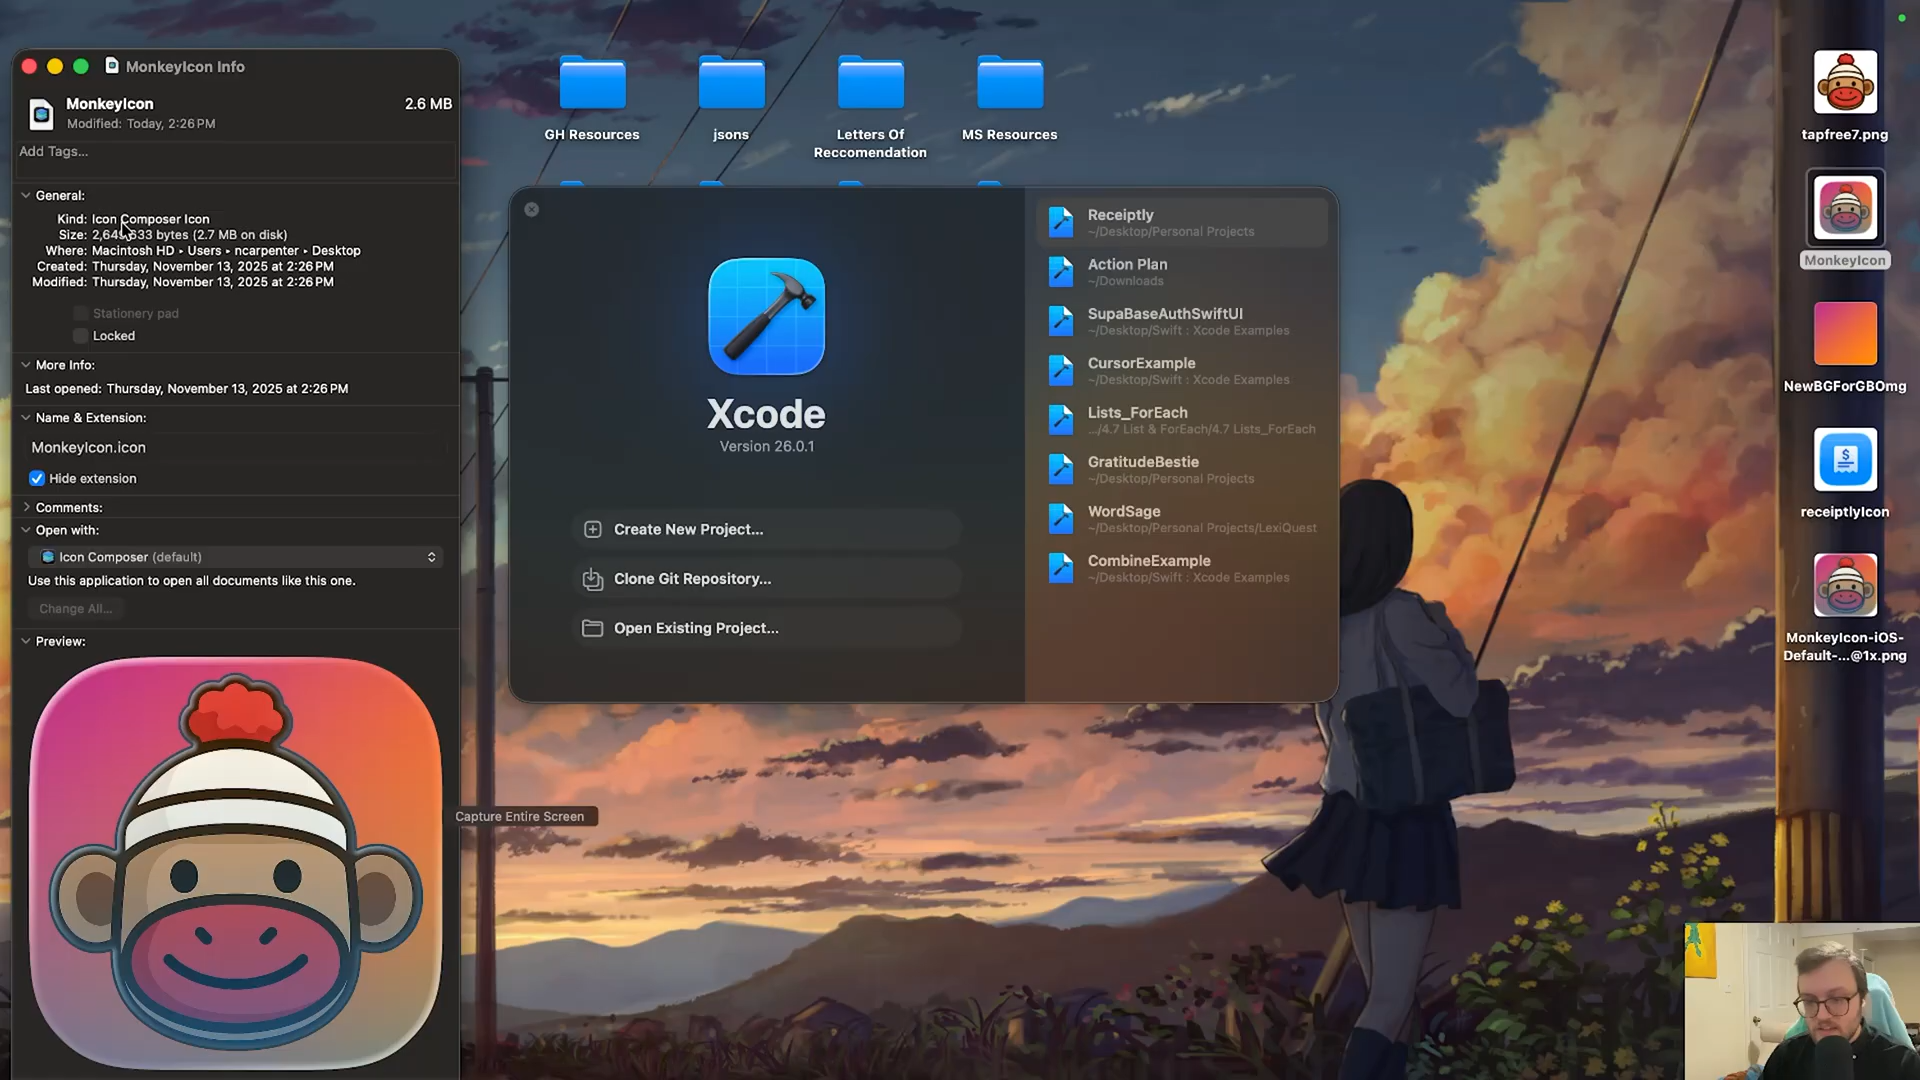 MonkeyIcon Info
MonkeyIcon
2.6 MB
Modified: Today, 2:26 PM
Add Tags...
General:
Kind: Icon Composer Icon
(2.7 MB on disk)
Where: Macintosh HD ▸ Users ▸ ncarpenter ▸ Desktop
Created: Thursday, November 13, 2025 at 2:26 PM
Modified: Thursday, November 13, 2025 at 2:26 PM
Stationery pad
Locked
More Info:
Last opened: Thursday, November 13, 2025 at 2:26 PM
Name & Extension:
MonkeyIcon.icon
Hide extension
Comments:
Open with:
Icon Composer (default)
Use this application to open all documents like this one.
Change All...
Preview:
Capture Entire Screen
GH Resources
jsons
Letters Of
Reccomendation
MS Resources
Xcode
Version 26.0.1
Create New Project...
Clone Git Repository...
Open Existing Project...
Receiptly
~/Desktop/Personal Projects
Action Plan
~/Downloads
SupaBaseAuthSwiftUI
~/Desktop/Swift : Xcode Examples
CursorExample
~/Desktop/Swift : Xcode Examples
Lists_ForEach
.../4.7 List & ForEach/4.7 Lists_ForEach
GratitudeBestie
~/Desktop/Personal Projects
WordSage
~/Desktop/Personal Projects/LexiQuest
CombineExample
~/Desktop/Swift : Xcode Examples
tapfree7.png
MonkeyIcon
NewBGForGBOmg
receiptlyIcon
MonkeyIcon-iOS-
Default-...@1x.png